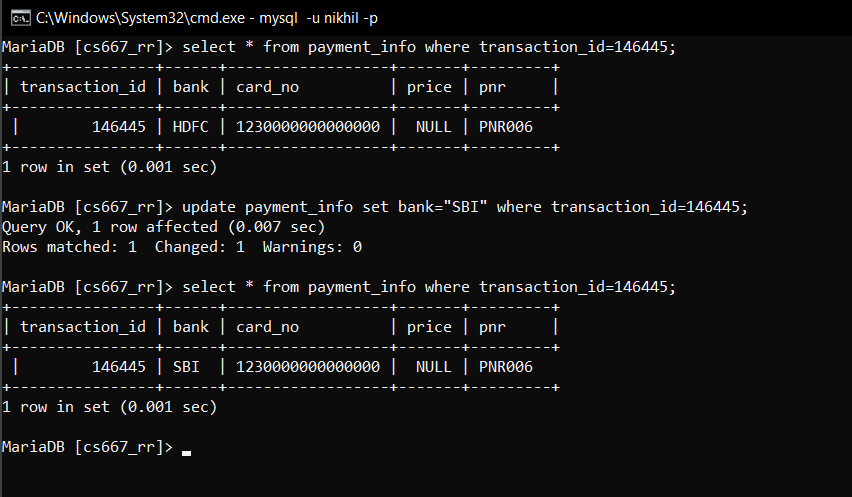 C:\Windows\System32\cmd.exe - mysql  -u nikhil -p
MariaDB [cs667_rr]> select * from payment_info where transaction_id=146445;
+----------------+------+------------------+-------+---------+
| transaction_id | bank | card_no          | price | pnr     |
+----------------+------+------------------+-------+---------+
 |         146445 | HDFC | 1230000000000000 |  NULL | PNR006
+----------------+------+------------------+-------+---------+
1 row in set (0.001 sec)
MariaDB [cs667_rr]> update payment_info set bank="SBI" where transaction_id=146445;
Query OK, 1 row affected (0.007 sec)
Rows matched: 1  Changed: 1  Warnings: 0
MariaDB [cs667_rr]> select * from payment_info where transaction_id=146445;
+----------------+------+------------------+-------+---------+
| transaction_id | bank | card_no          | price | pnr     |
+----------------+------+------------------+-------+---------+
 |         146445 | SBI  | 1230000000000000 |  NULL | PNR006
+----------------+------+------------------+-------+---------+
1 row in set (0.001 sec)
MariaDB [cs667_rr]>